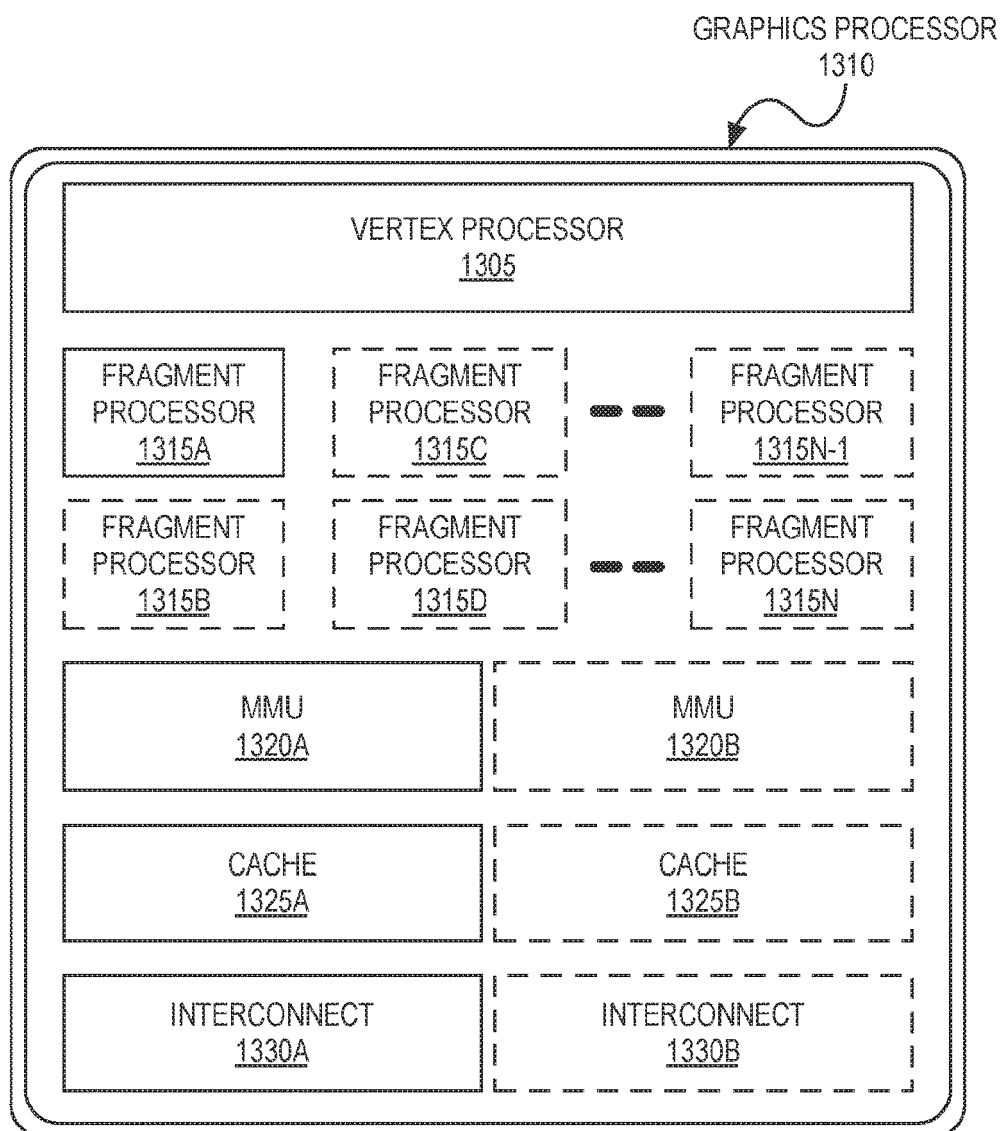 GRAPHICS PROCESSOR
1310
VERTEX PROCESSOR
1305
FRAGMENT
PROCESSOR
1315A
FRAGMENT
PROCESSOR
1315C
FRAGMENT
PROCESSOR
1315N-1
FRAGMENT
PROCESSOR
1315B
FRAGMENT
PROCESSOR
1315D
FRAGMENT
PROCESSOR
1315N
MMU
1320A
MMU
1320B
CACHE
1325A
CACHE
1325B
INTERCONNECT
1330A
INTERCONNECT
1330B